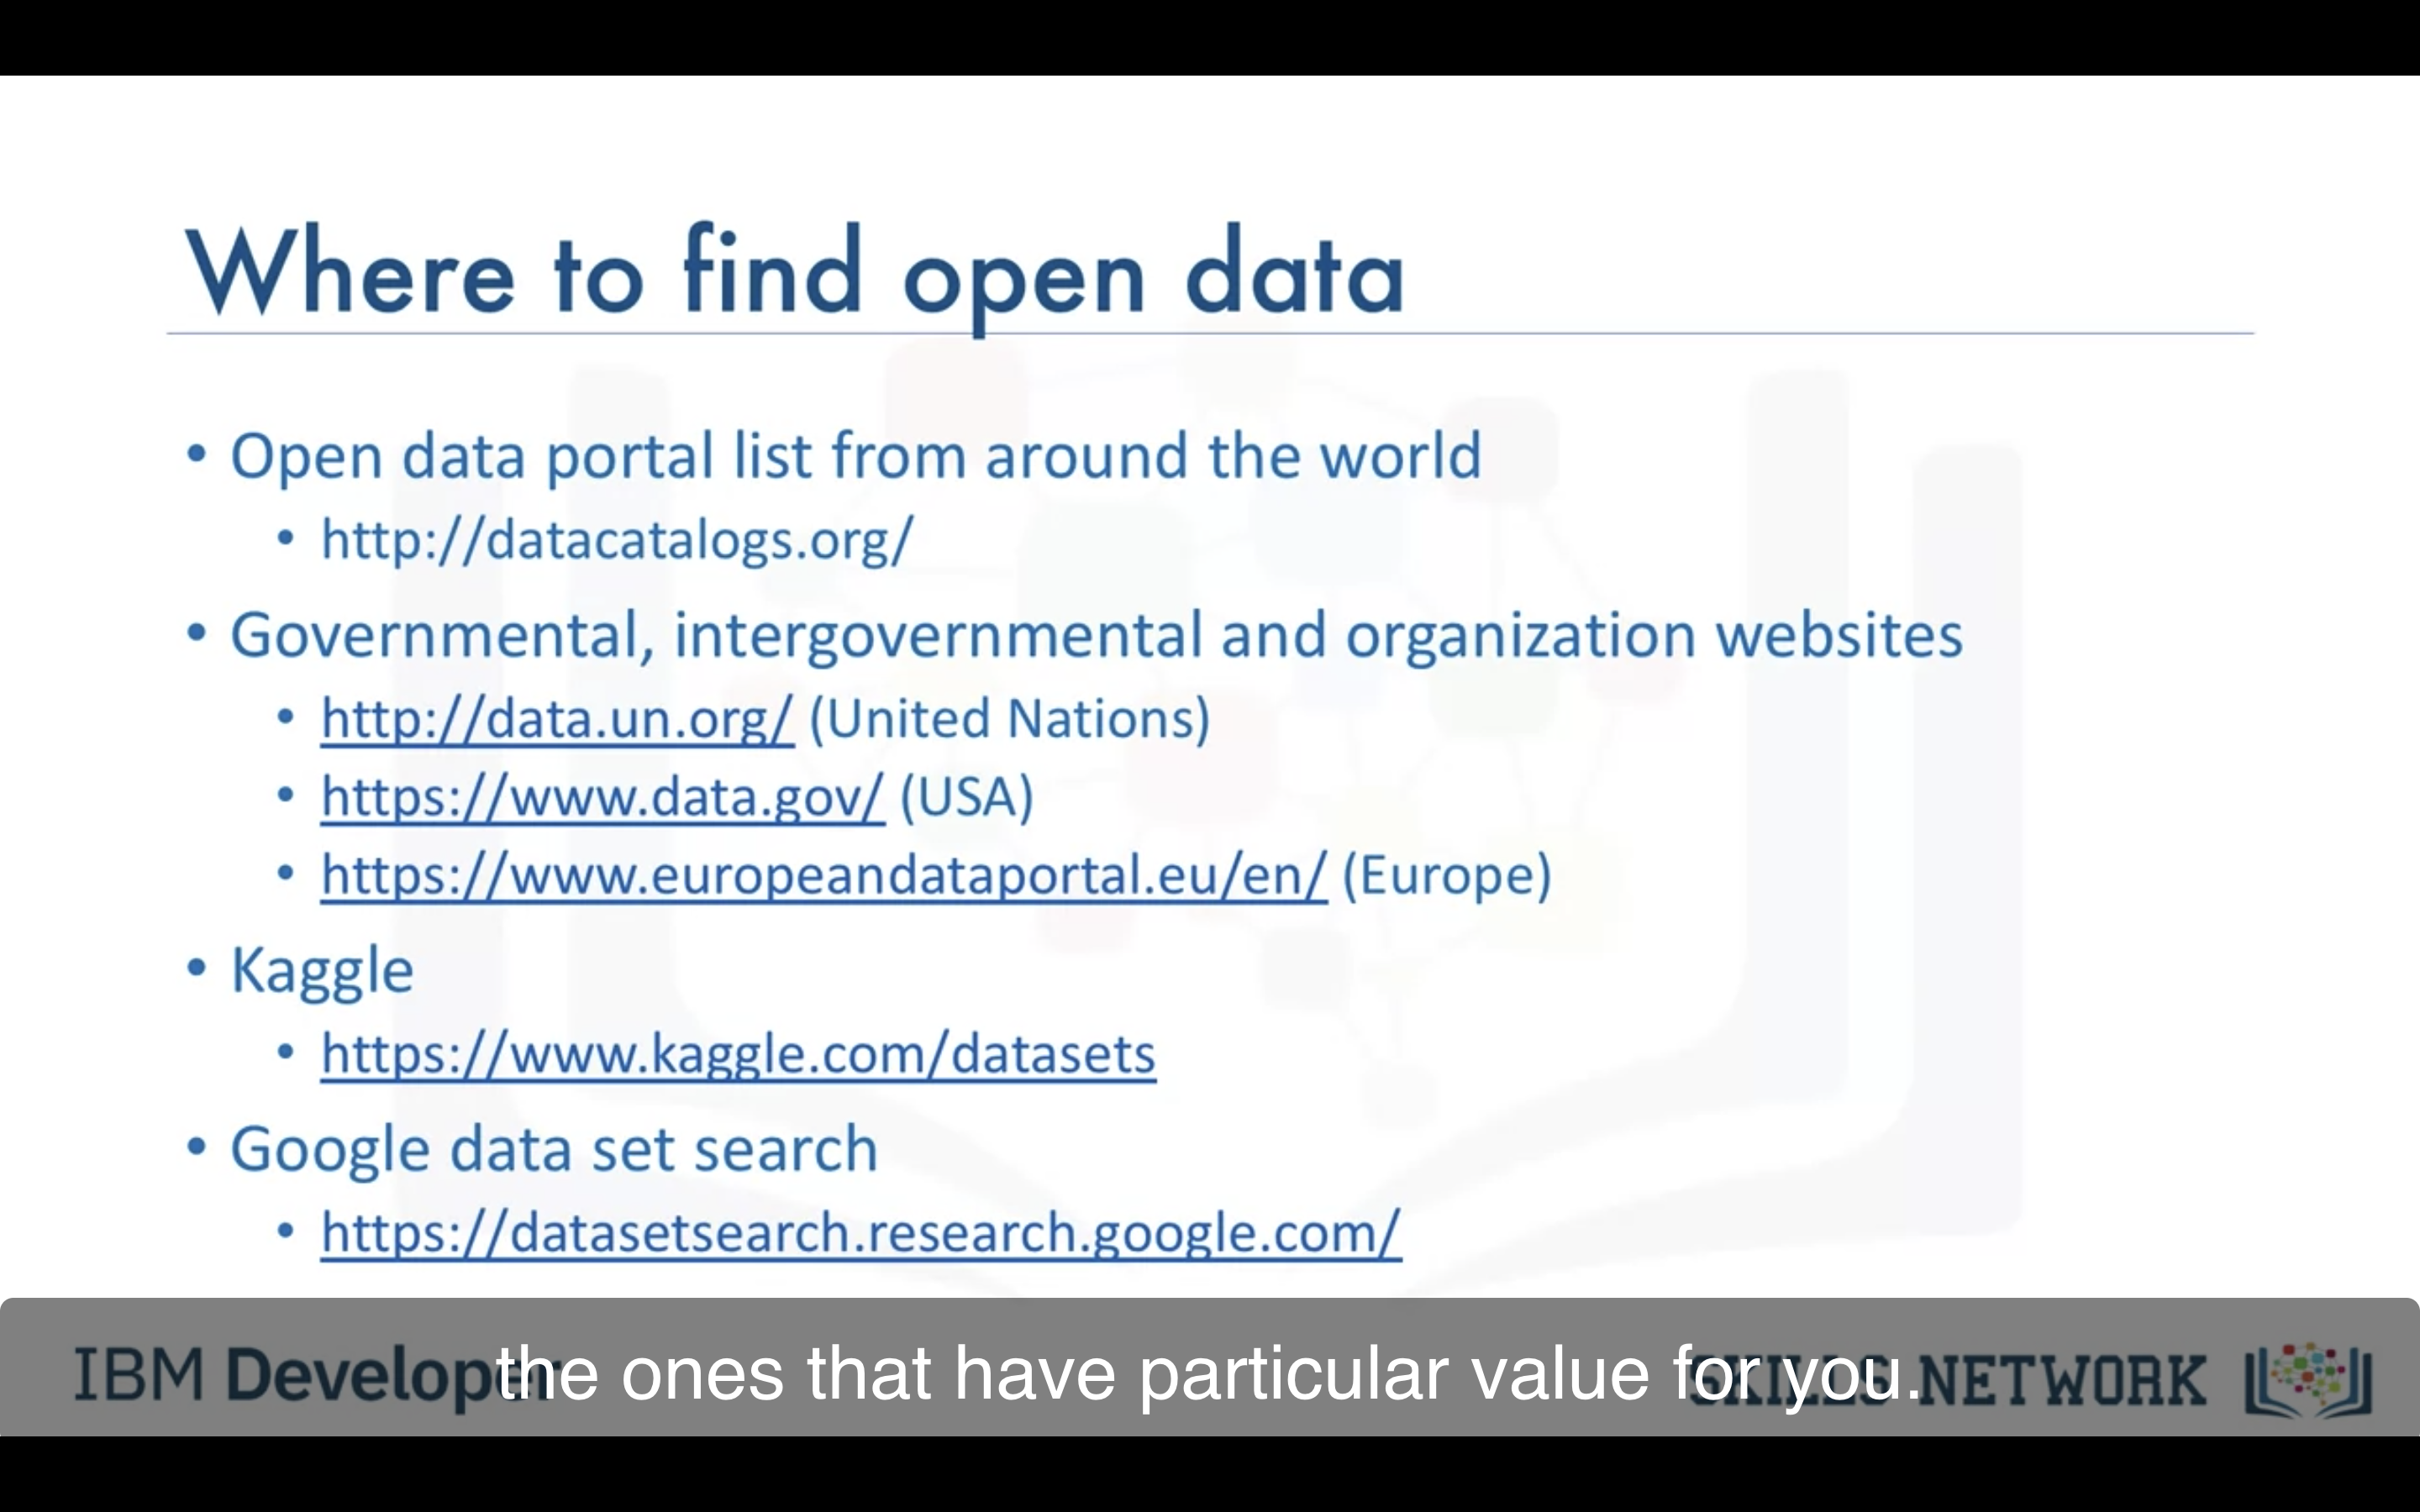 Where to find open data
• Open data portal list from around the world
• http://datacatalogs.org/
• Governmental, intergovernmental and organization websites
• http://data.un.org/ (United Nations)
• https://www.data.gov/ (USA)
• https://www.europeandataportal.eu/en/ (Europe)
• Kaggle
• https://www.kaggle.com/datasets
• Google data set search
• https://datasetsearch.research.google.com/
IBM Developer
the ones that have particular value for you.
SKILLS NETWORK